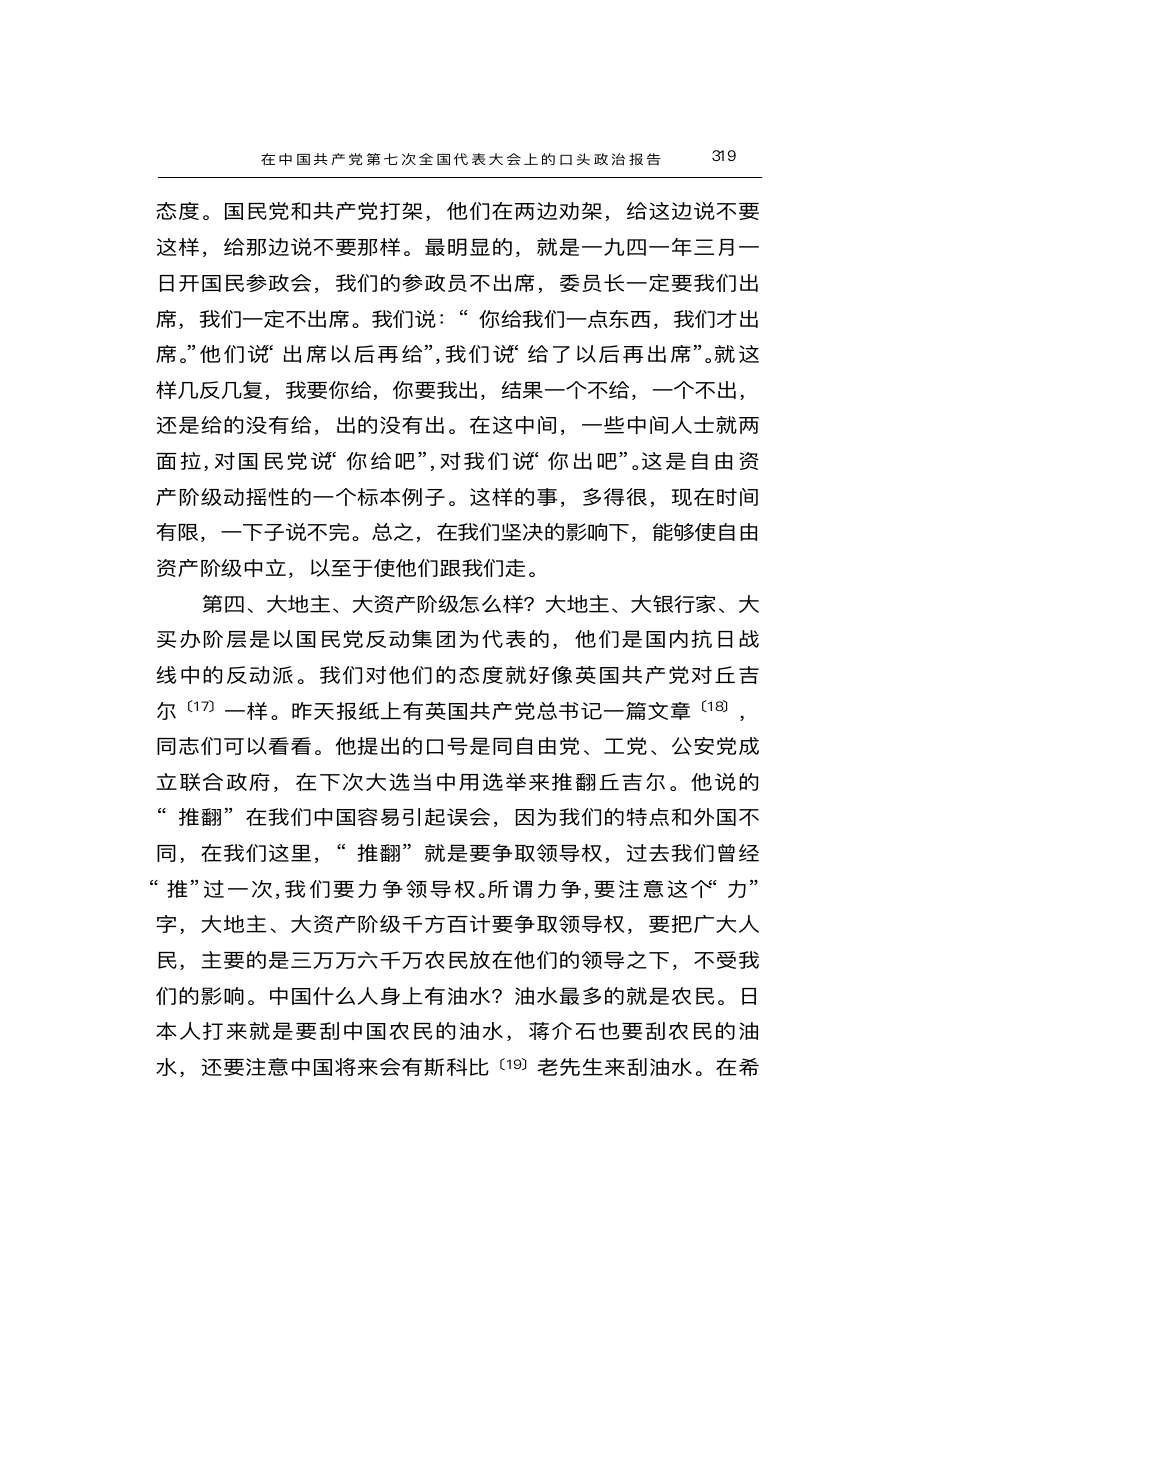 在中国共产党第七次全国代表大会上的口头政治报告 319
态度。国民党和共产党打架，他们在两边劝架，给这边说不要
这样，给那边说不要那样。最明显的，就是一九四一年三月一
日开国民参政会，我们的参政员不出席，委员长一定要我们出
席，我们一定不出席。我们说：“你给我们一点东西，我们才出
席。”他们说“出席以后再给”，我们说“给了以后再出席”。就这
样几反几复，我要你给，你要我出，结果一个不给，一个不出，
还是给的没有给，出的没有出。在这中间，一些中间人士就两
面拉，对国民党说“你给吧”，对我们说“你出吧”。这是自由资
产阶级动摇性的一个标本例子。这样的事，多得很，现在时间
有限，一下子说不完。总之，在我们坚决的影响下，能够使自由
资产阶级中立，以至于使他们跟我们走。
第四、大地主、大资产阶级怎么样？大地主、大银行家、大
买办阶层是以国民党反动集团为代表的，他们是国内抗日战
线中的反动派。我们对他们的态度就好像英国共产党对丘吉
尔〔17〕一样。昨天报纸上有英国共产党总书记一篇文章〔18〕，
同志们可以看看。他提出的口号是同自由党、工党、公安党成
立联合政府，在下次大选当中用选举来推翻丘吉尔。他说的
“推翻”在我们中国容易引起误会，因为我们的特点和外国不
同，在我们这里，“推翻”就是要争取领导权，过去我们曾经
“推”过一次，我们要力争领导权。所谓力争，要注意这个“力”
字，大地主、大资产阶级千方百计要争取领导权，要把广大人
民，主要的是三万万六千万农民放在他们的领导之下，不受我
们的影响。中国什么人身上有油水？油水最多的就是农民。日
本人打来就是要刮中国农民的油水，蒋介石也要刮农民的油
水，还要注意中国将来会有斯科比〔19〕老先生来刮油水。在希